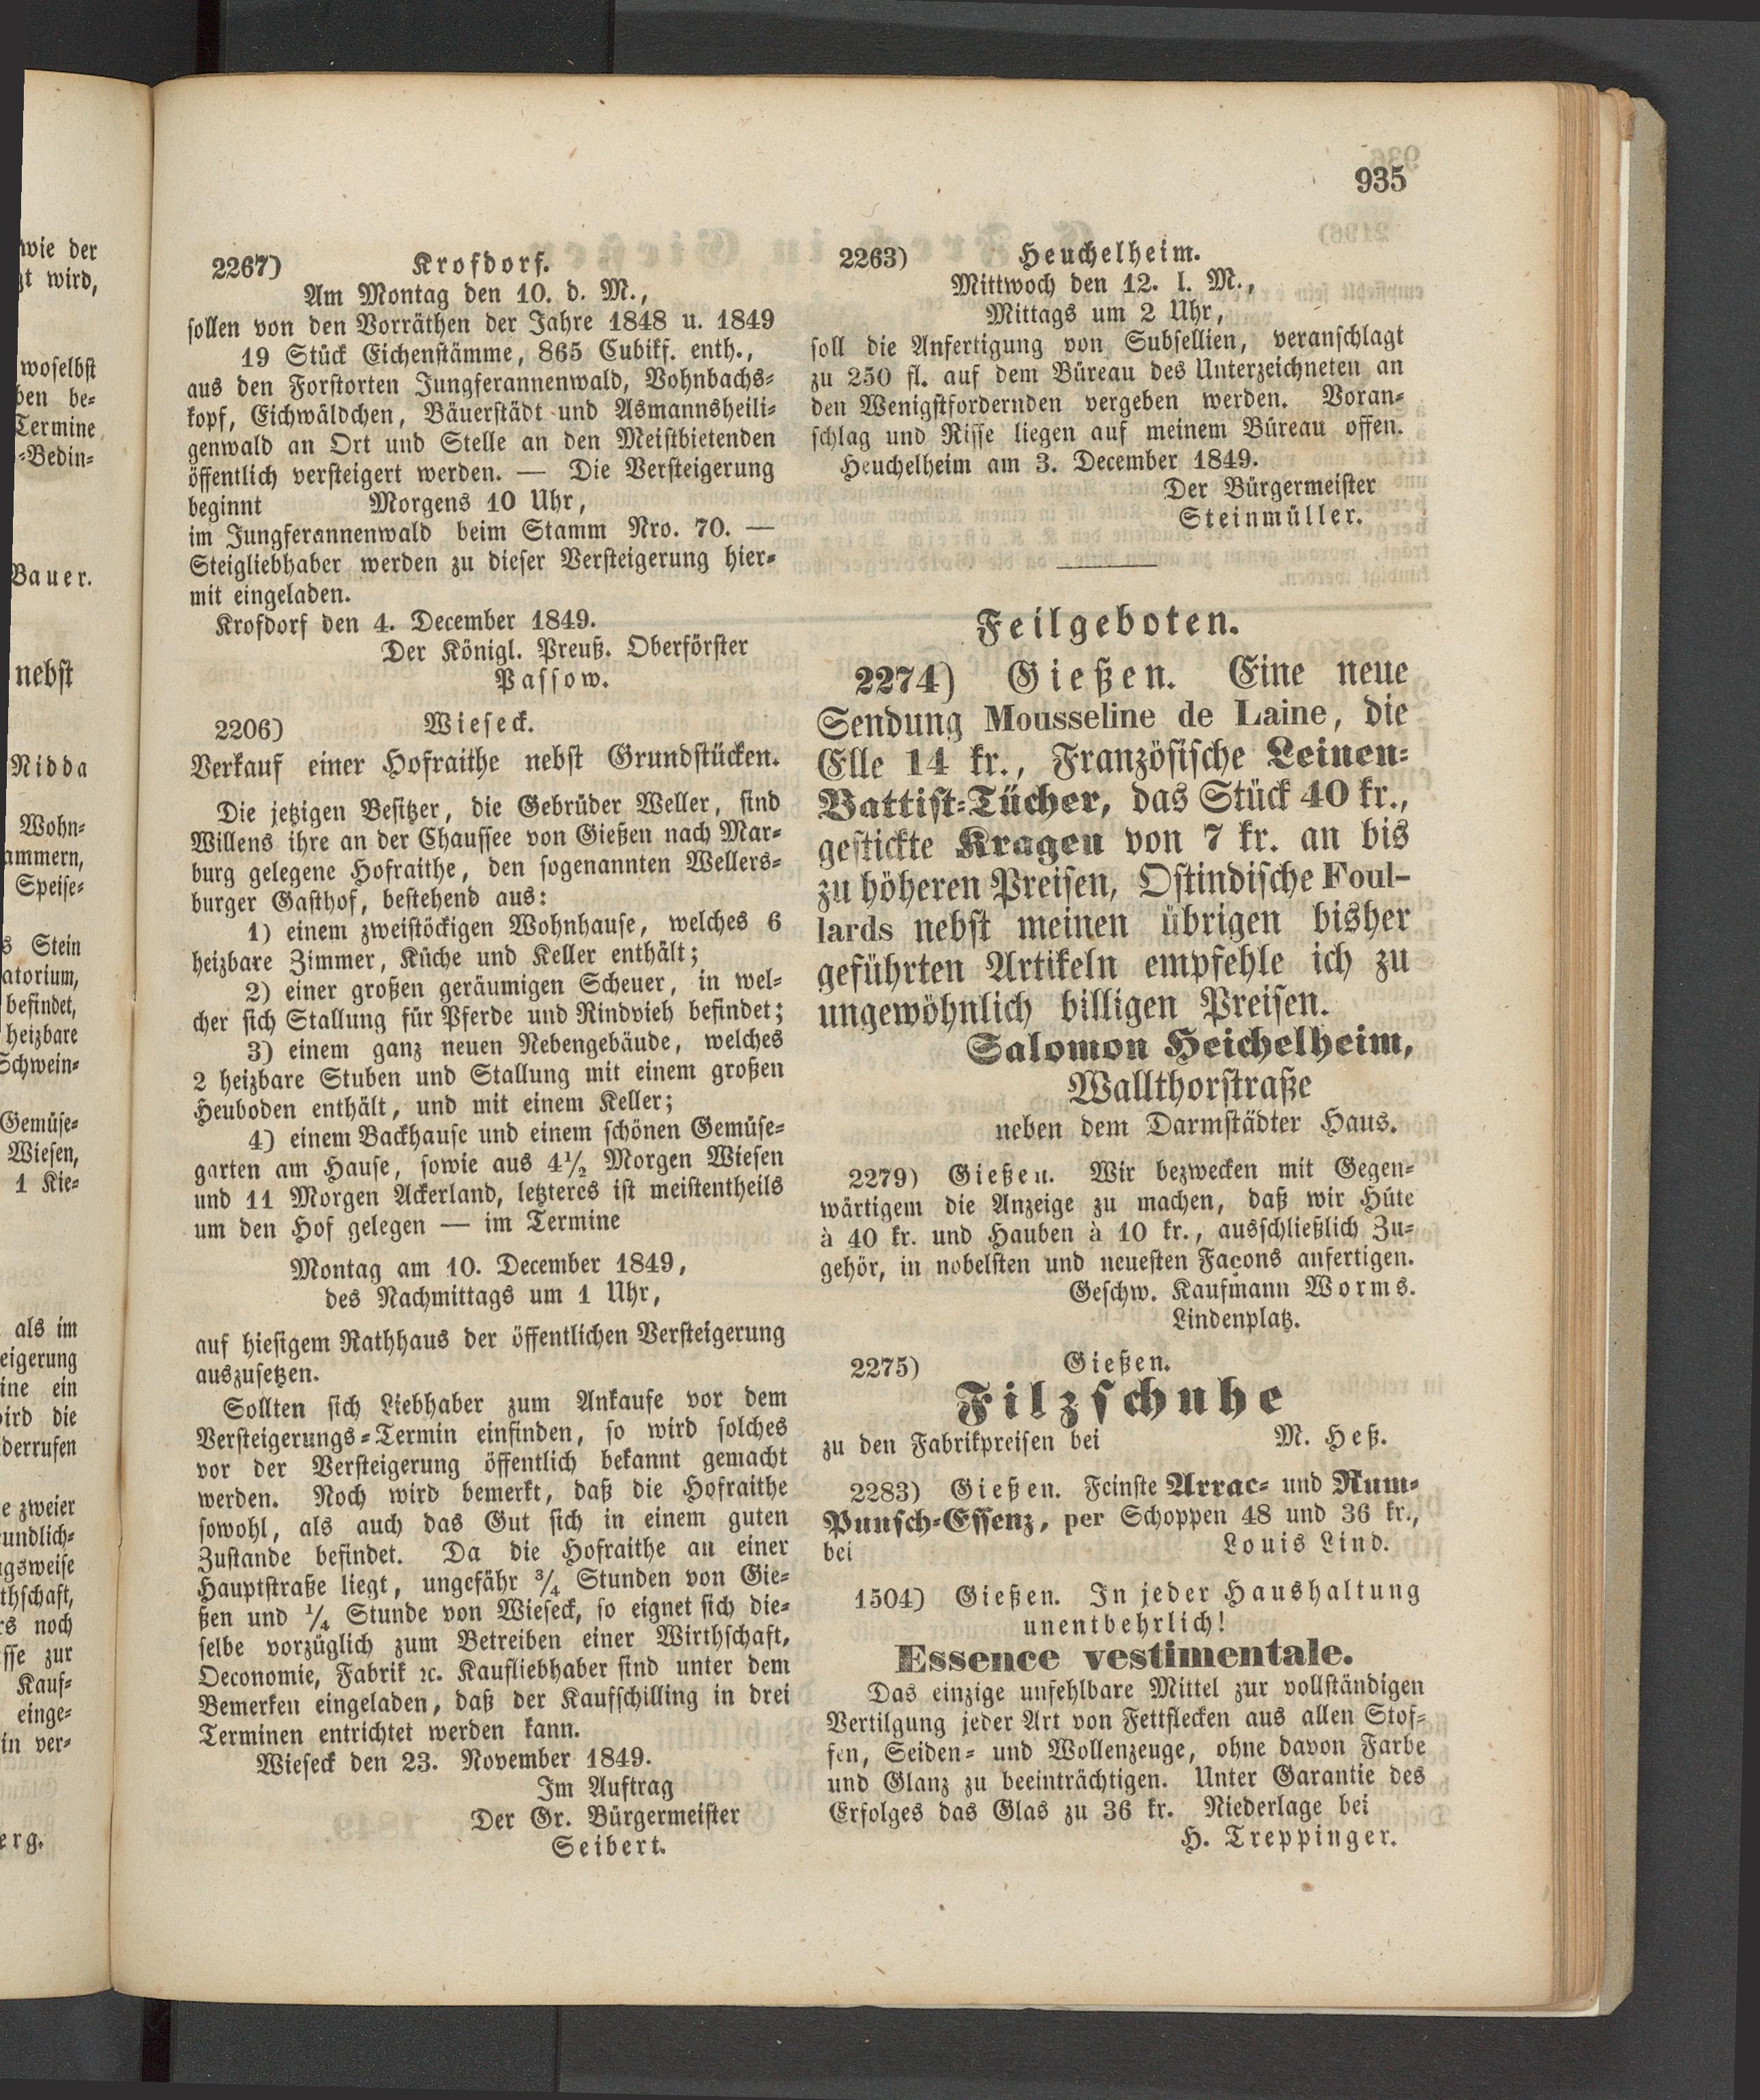 935
2267) Krofdorf.
Am Montag den 10. d. M.,
sollen von den Vorräthen der Jahre 1848 u. 1849
19 Stück Eichenstämme, 865 Cubikf. enth.,
aus den Forstorten Jungferannenwald, Vohnbachs-
kopf, Eichwäldchen, Bäuerstädt und Asmannsheili-
genwald an Ort und Stelle an den Meistbietenden
öffentlich versteigert werden. — Die Versteigerung
beginnt Morgens 10 Uhr,
im Jungferannenwald beim Stamm Nro. 70. —
Steigliebhaber werden zu dieser Versteigerung hier-
mit eingeladen.
Krofdorf den 4. December 1849.
Der Königl. Preuß. Oberförster
Passow.
2206) Wieseck.
Verkauf einer Hofraithe nebst Grundstücken.
Die jetzigen Besitzer, die Gebrüder Weller, sind
Willens ihre an der Chaussee von Gießen nach Mar-
burg gelegene Hofraithe, den sogenannten Wellers-
burger Gasthof, bestehend aus:
1) einem zweistöckigen Wohnhause, welches 6
heizbare Zimmer, Küche und Keller enthält;
2) einer großen geräumigen Scheuer, in wel-
cher sich Stallung für Pferde und Rindvieh befindet;
3) einem ganz neuen Nebengebäude, welches
2 heizbare Stuben und Stallung mit einem großen
Heuboden enthält, und mit einem Keller;
4) einem Backhause und einem schönen Gemüse-
garten am Hause, sowie aus 4½ Morgen Wiesen
und 11 Morgen Ackerland, letzteres ist meistentheils
um den Hof gelegen — im Termine
Montag am 10. December 1849,
des Nachmittags um 1 Uhr,
auf hiesigem Rathhaus der öffentlichen Versteigerung
auszusetzen.
Sollten sich Liebhaber zum Ankaufe vor dem
Versteigerungs-Termin einfinden, so wird solches
vor der Versteigerung öffentlich bekannt gemacht
werden. Noch wird bemerkt, daß die Hofraithe
sowohl, als auch das Gut sich in einem guten
Zustande befindet. Da die Hofraithe an einer
Hauptstraße liegt, ungefähr ¾ Stunden von Gie-
ßen und ¼ Stunde von Wieseck, so eignet sich die-
selbe vorzüglich zum Betreiben einer Wirthschaft,
Oeconomie, Fabrik ꝛc. Kaufliebhaber sind unter dem
Bemerken eingeladen, daß der Kaufschilling in drei
Terminen entrichtet werden kann.
Wieseck den 23. November 1849.
Im Auftrag
Der Gr. Bürgermeister
Seibert.
2263) Heuchelheim.
Mittwoch den 12. l. M.,
Mittags um 2 Uhr,
soll die Anfertigung von Subsellien, veranschlagt
zu 250 fl. auf dem Büreau des Unterzeichneten an
den Wenigstfordernden vergeben werden. Voran-
schlag und Risse liegen auf meinem Büreau offen.
Heuchelheim am 3. December 1849.
Der Bürgermeister
Steinmüller.
Feilgeboten.
2274) Gießen. Eine neue
Sendung Mousseline de Laine, die
Elle 14 kr., Französische Leinen-
Battist-Tücher, das Stück 40 kr.,
gestickte Kragen von 7 kr. an bis
zu höheren Preisen, Ostindische Foul-
lards nebst meinen übrigen bisher
geführten Artikeln empfehle ich zu
ungewöhnlich billigen Preisen.
Salomon Heichelheim,
Wallthorstraße
neben dem Darmstädter Haus.
2279) Gießen. Wir bezwecken mit Gegen-
wärtigem die Anzeige zu machen, daß wir Hüte
à 40 kr. und Hauben à 10 kr., ausschließlich Zu-
gehör, in nobelsten und neuesten Façons anfertigen.
Geschw. Kaufmann Worms.
Lindenplatz.
2275) Gießen.
Filzschuhe
zu den Fabrikpreisen bei M. Heß.
2283) Gießen. Feinste Arrac- und Rum-
Punsch-Essenz, per Schoppen 48 und 36 kr.,
bei Louis Lind.
1504) Gießen. In jeder Haushaltung
unentbehrlich!
Essence vestimentale.
Das einzige unfehlbare Mittel zur vollständigen
Vertilgung jeder Art von Fettflecken aus allen Stof-
fen, Seiden- und Wollenzeuge, ohne davon Farbe
und Glanz zu beeinträchtigen. Unter Garantie des
Erfolges das Glas zu 36 kr. Niederlage bei
H. Treppinger.